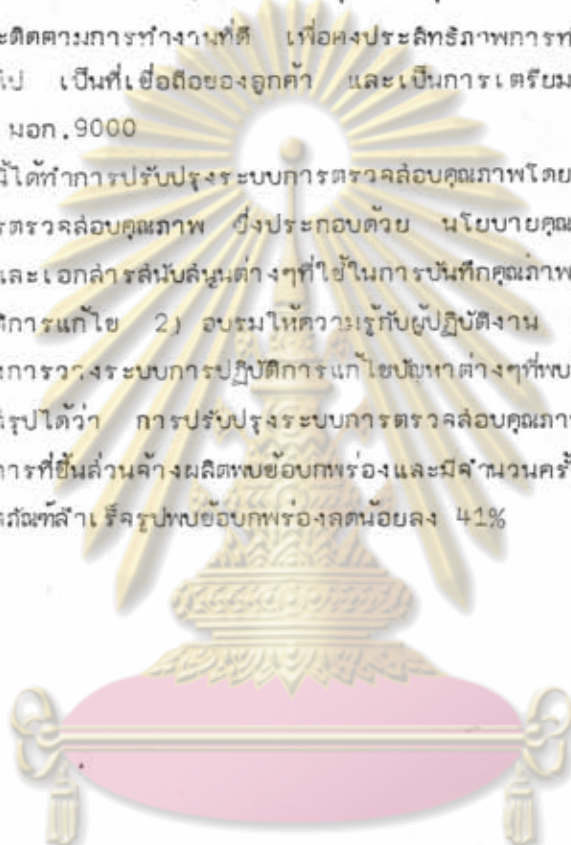 ะติดตามการทำงานที่ดี เพื่อคงประสิทธิภาพการท
ไป เป็นที่เชื่อถือของลูกค้า และเป็นการเตรียม
มอก.9000
นี้ได้ทำการปรับปรุงระบบการตรวจสอบคุณภาพโดย
รตรวจสอบคุณภาพ ซึ่งประกอบด้วย นโยบายคุณ
และเอกสารสนับสนุนต่างๆที่ใช้ในการบันทึกคุณภาพ
ติการแก้ไข 2) อบรมให้ความรู้กับผู้ปฏิบัติงาน
งการวางระบบการปฏิบัติการแก้ไขปัญหาต่างๆที่พบ
สรุปได้ว่า การปรับปรุงระบบการตรวจสอบคุณภา
การที่ชิ้นส่วนจ้างผลิตพบข้อบกพร่องและมีจำนวนครั้
ตภัณฑ์สำเร็จรูปพบข้อบกพร่องลดน้อยลง 41%